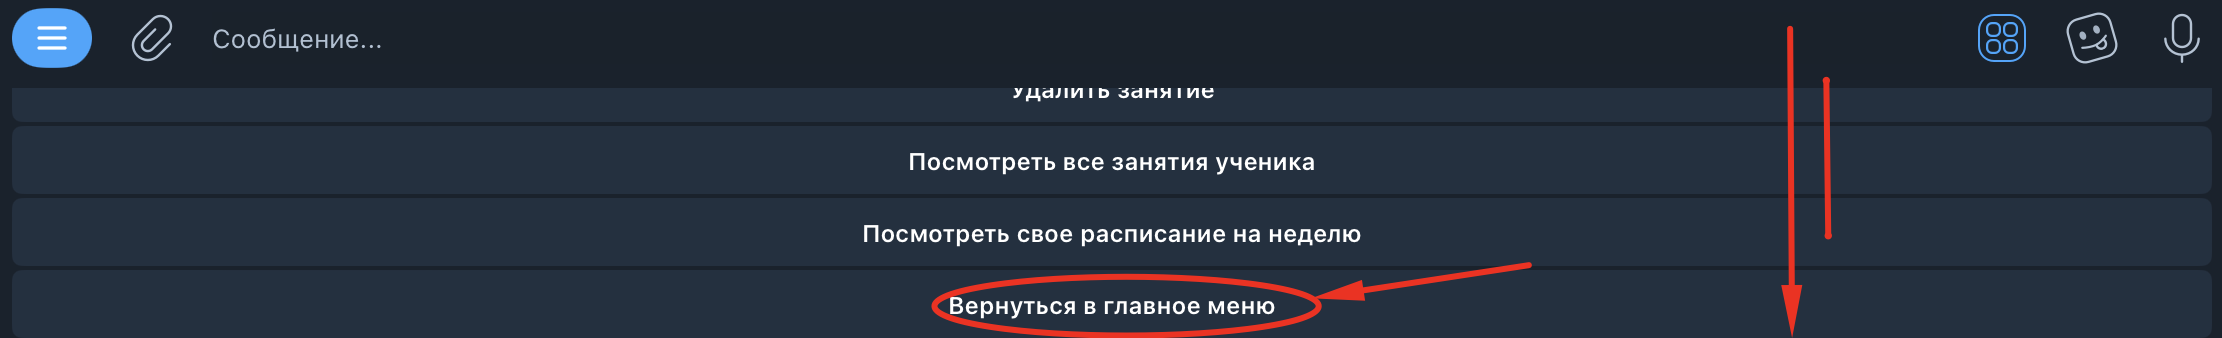 Сообщение...
Удалить занятие
Посмотреть все занятия ученика
Посмотреть свое расписание на неделю
Вернуться в главное меню